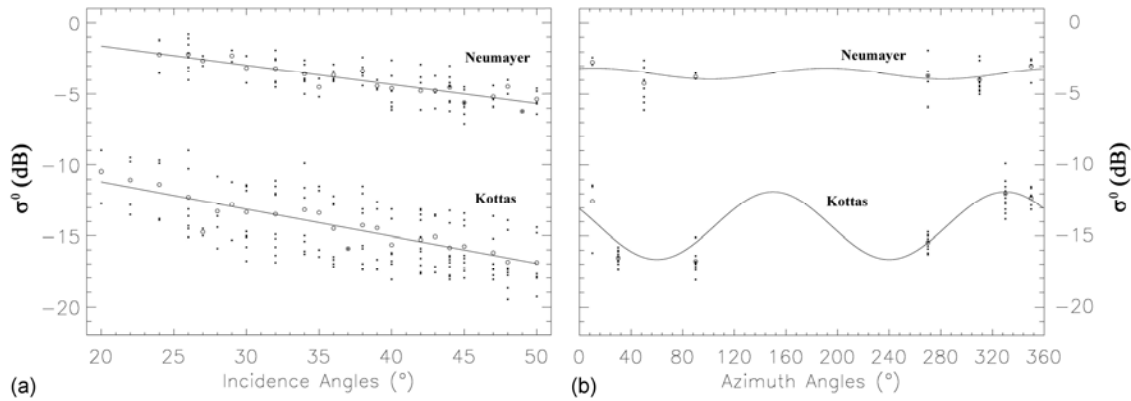 0
−5
−10
−15
−20
σ⁰ (dB)
Neumayer
Kottas
20 25 30 35 40 45 50
(a) Incidence Angles (°)
Neumayer
Kottas
0 40 80 120 160 200 240 280 320 360
(b) Azimuth Angles (°)
0
−5
−10
−15
−20
σ⁰ (dB)